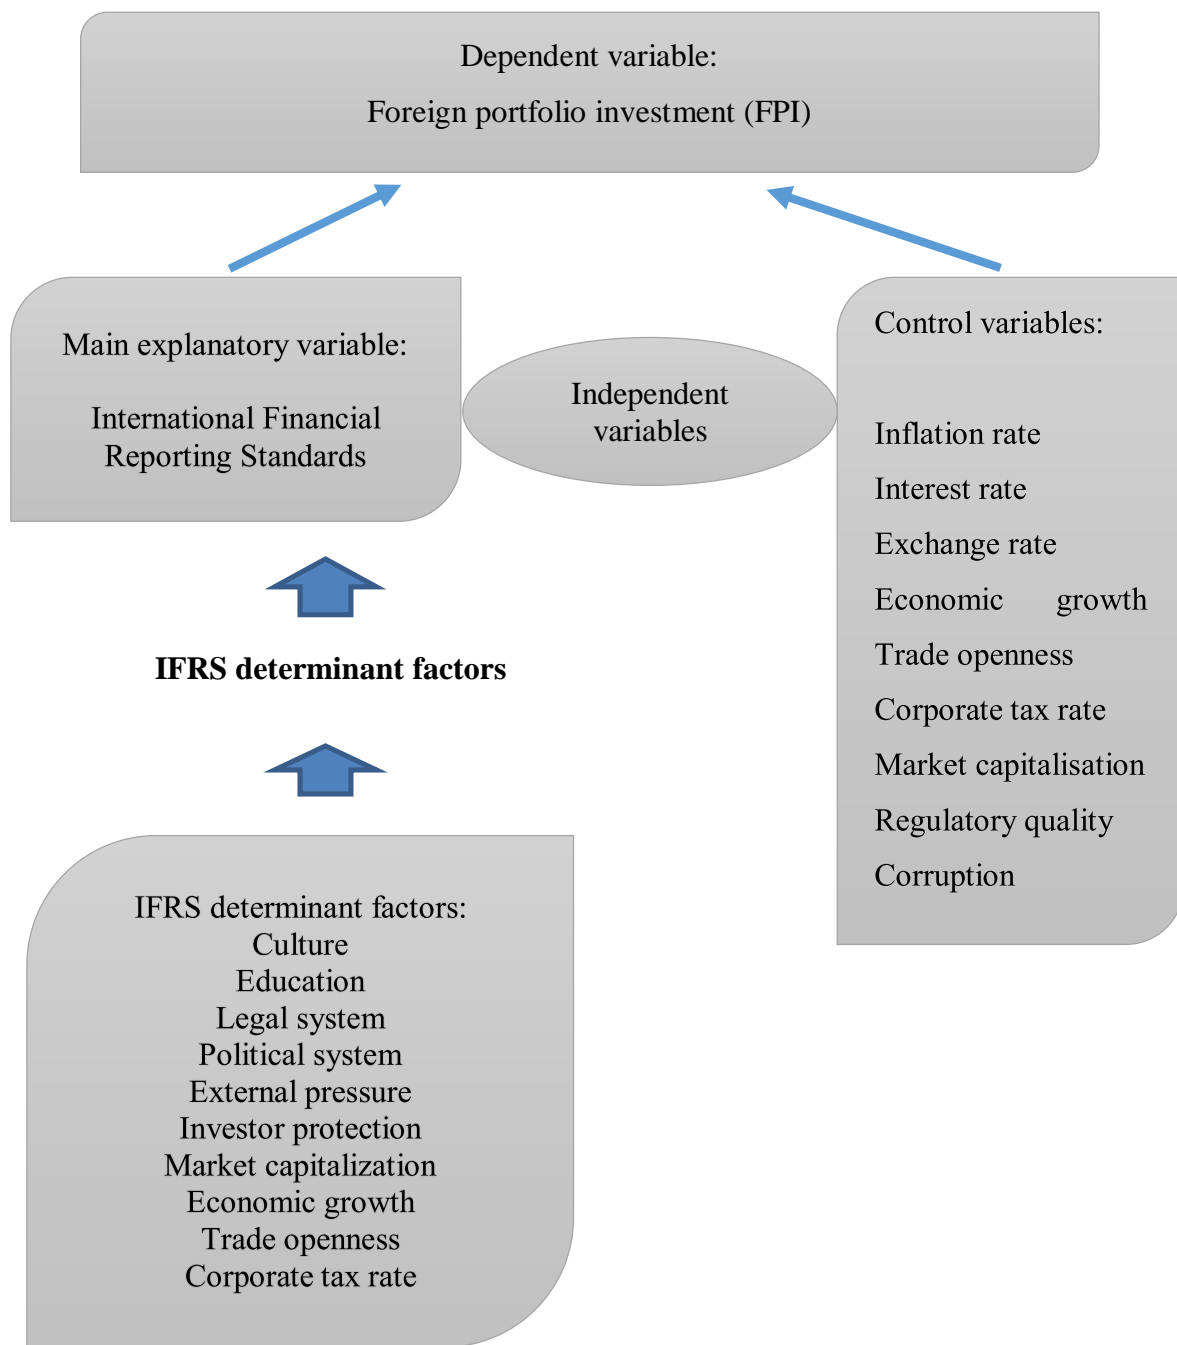 Dependent variable:
Foreign portfolio investment (FPI)
Main explanatory variable:
International Financial
Reporting Standards
Independent
variables
Control variables:
Inflation rate
Interest rate
Exchange rate
Economic growth
Trade openness
Corporate tax rate
Market capitalisation
Regulatory quality
Corruption
IFRS determinant factors
IFRS determinant factors:
Culture
Education
Legal system
Political system
External pressure
Investor protection
Market capitalization
Economic growth
Trade openness
Corporate tax rate